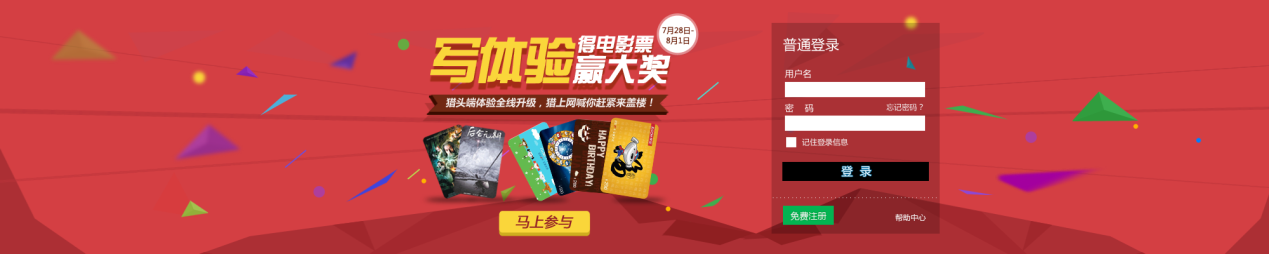 写体验
得电影票
赢大奖
7月28日-
8月1日
猎头端体验全线升级，猎上网喊你赶紧来盖楼！
HAPPY
BIRTHDAY!
马上参与
普通登录
用户名
密 码 忘记密码？
记住登录信息
登 录
免费注册 帮助中心